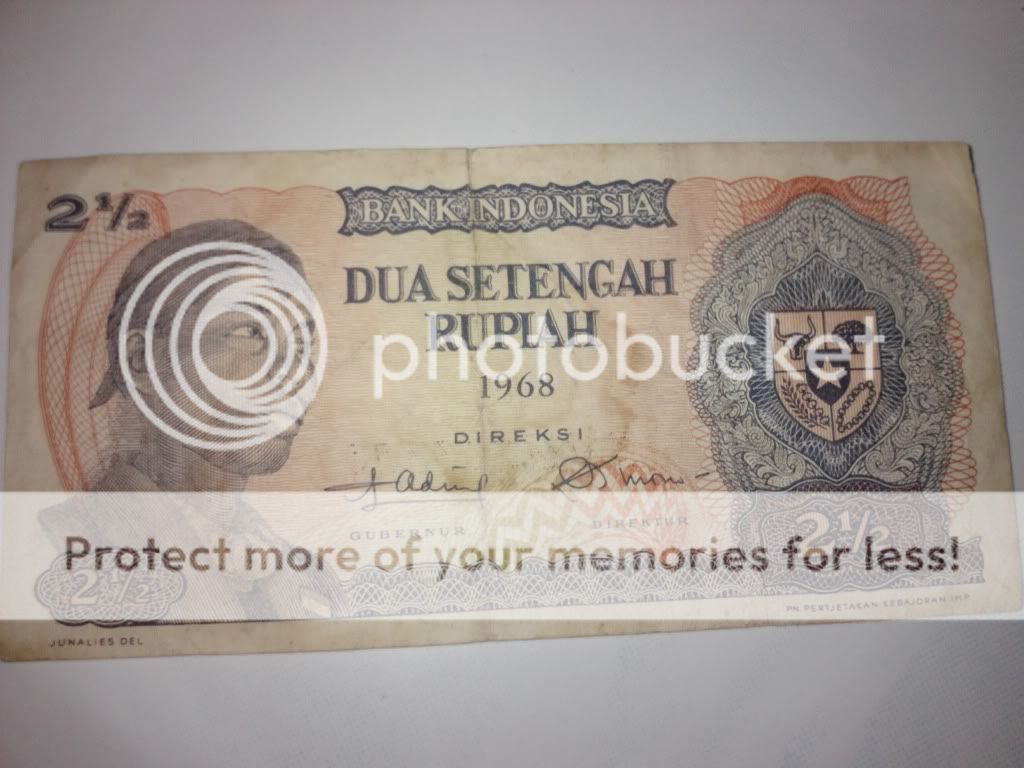 2½
BANK INDONESIA
DUA SETENGAH
RUPIAH
photobucket
1968
DIREKSI
GUBERNUR
DIREKTUR
2½
Protect more of your memories for less!
2½
PN PERTJETAKAN KEBAJORAN IMP
JUNALIES DEL